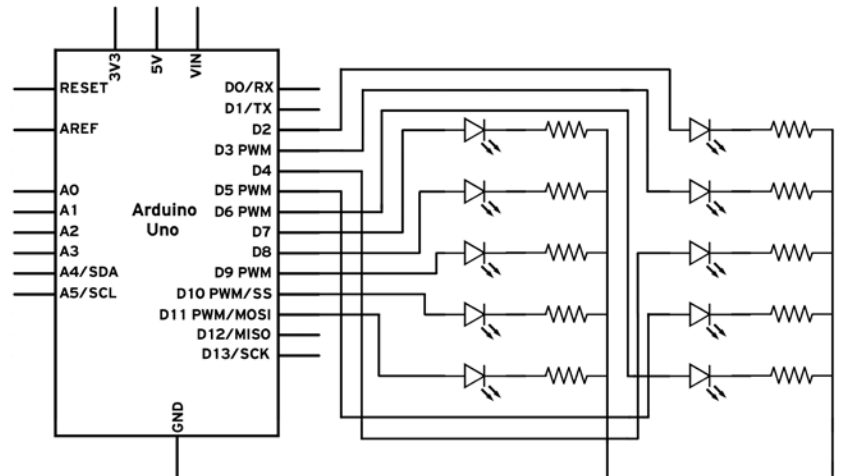 3V3
5V
VIN
RESET
AREF
A0
A1
A2
A3
A4/SDA
A5/SCL
Arduino
Uno
D0/RX
D1/TX
D2
D3 PWM
D4
D5 PWM
D6 PWM
D7
D8
D9 PWM
D10 PWM/SS
D11 PWM/MOSI
D12/MISO
D13/SCK
GND